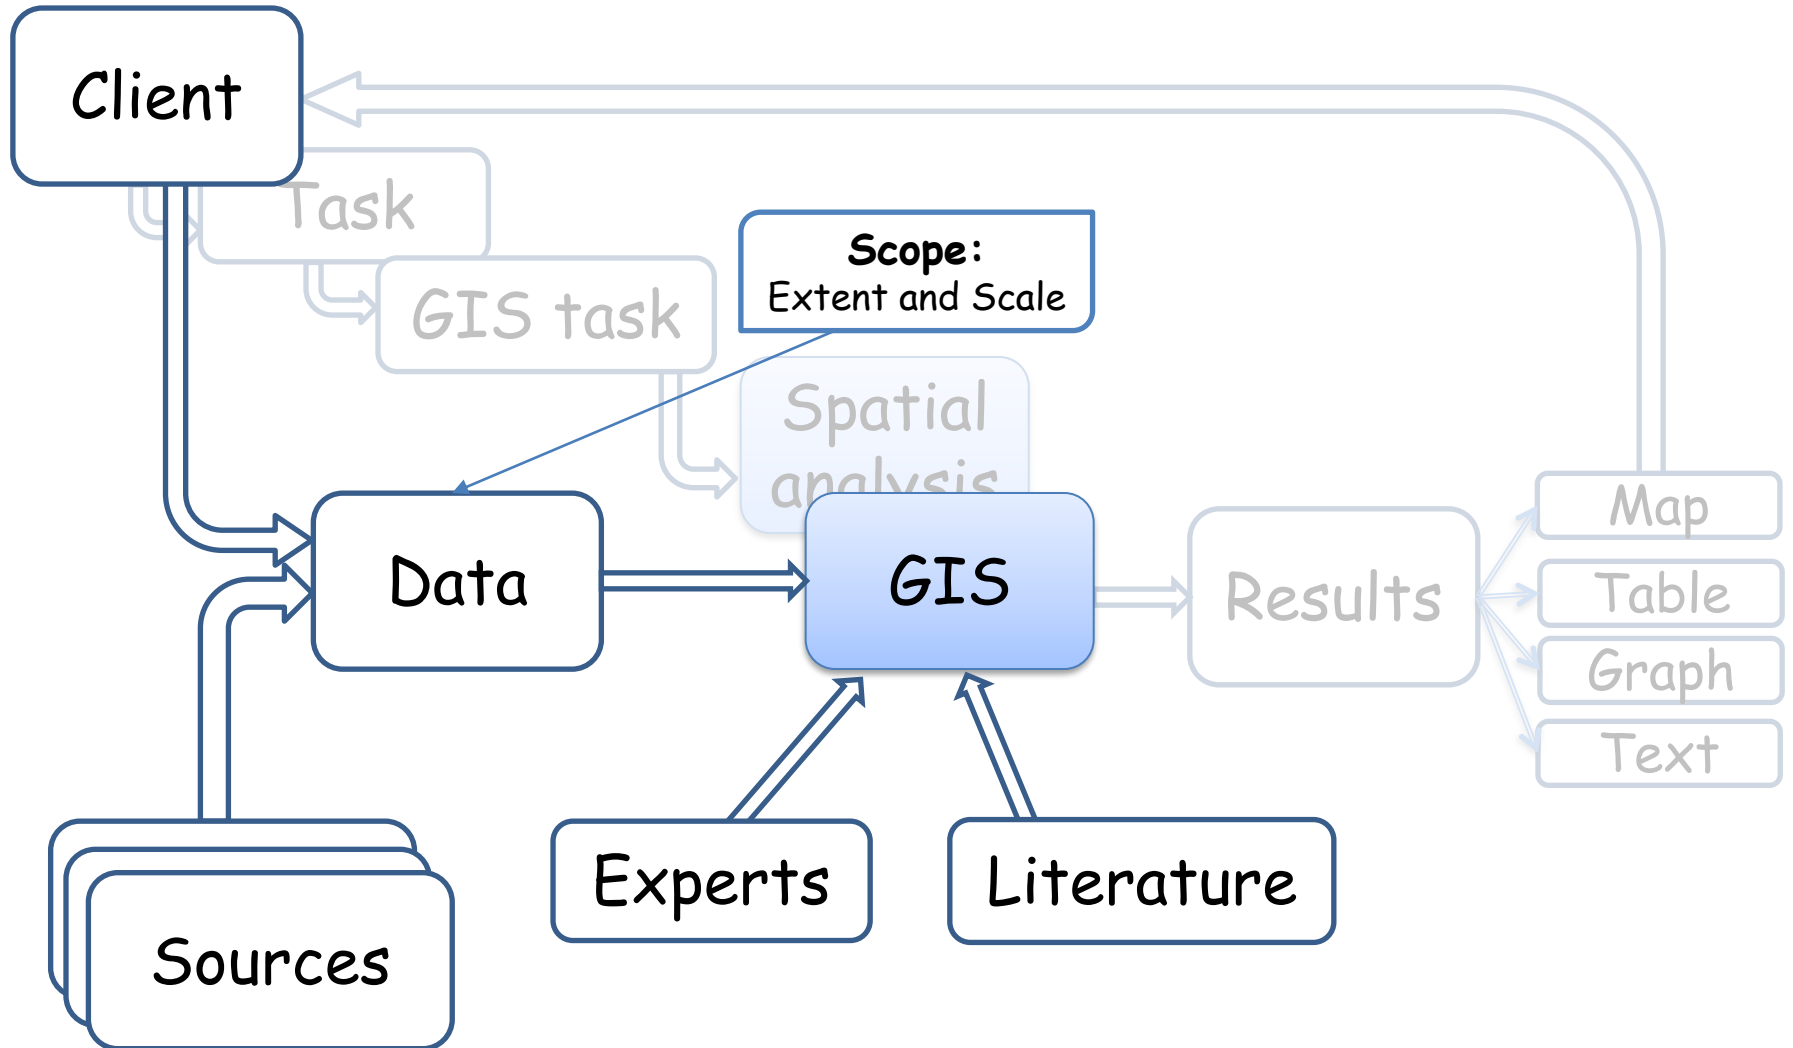 Client
Task
GIS task
Scope:
Extent and Scale
Spatial
analysis
Data
GIS
Results
Map
Table
Graph
Text
Experts
Literature
Sources